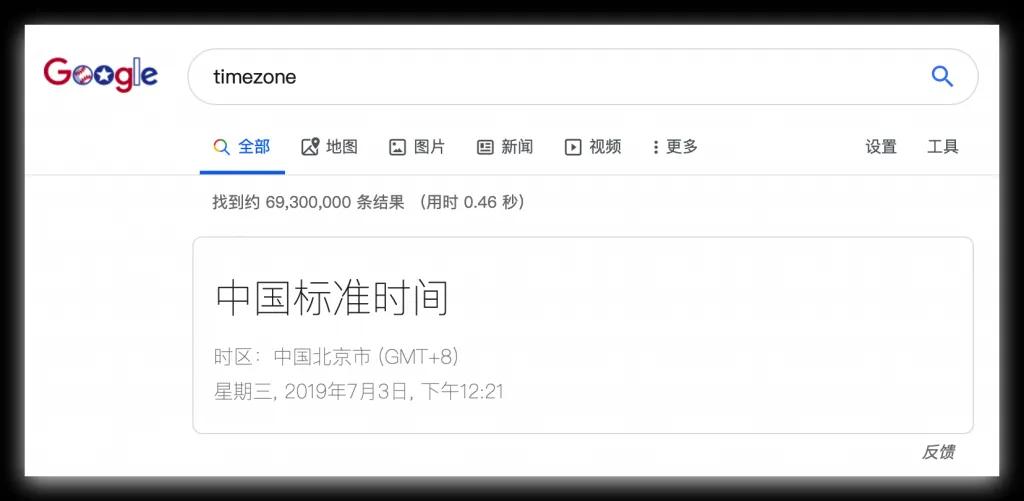 Google
timezone
全部 地图 图片 新闻 视频 更多 设置 工具
找到约 69,300,000 条结果 （用时 0.46 秒）
中国标准时间
时区：中国北京市 (GMT+8)
星期三, 2019年7月3日, 下午12:21
反馈